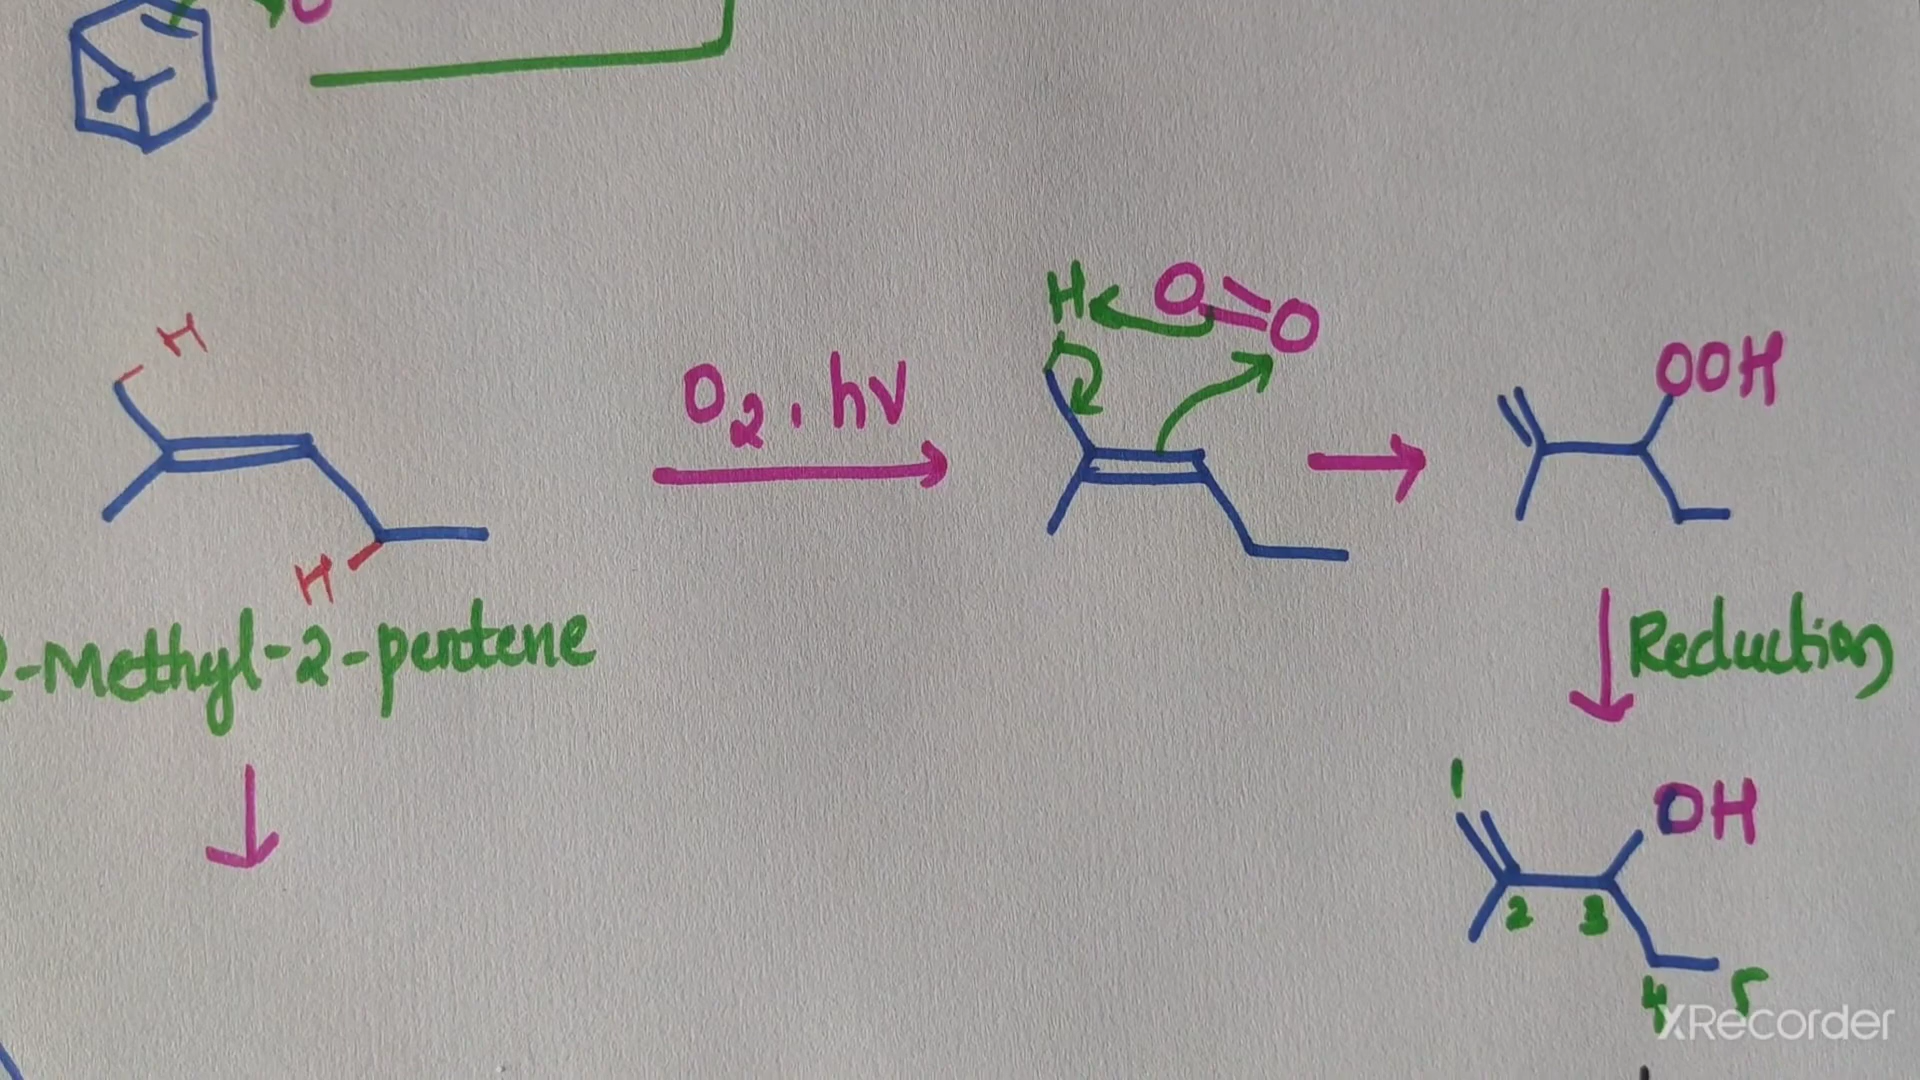 O
H
O₂, hν
H O=O
OOH
H
2-Methyl-2-pentene
Reduction
1
OH
2 3
4 5
XRecorder